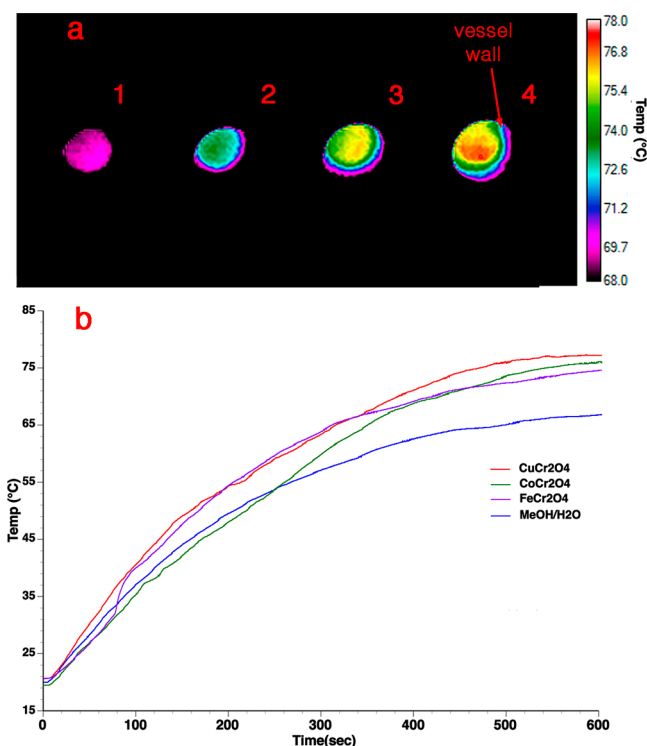 a
1
2
3
4
vessel
wall
78.0
76.8
75.4
74.0
72.6
71.2
69.7
68.0
Temp (°C)
b
85
75
65
55
45
35
25
15
Temp (°C)
CuCr2O4
CoCr2O4
FeCr2O4
MeOH/H2O
0
100
200
300
400
500
600
Time(sec)